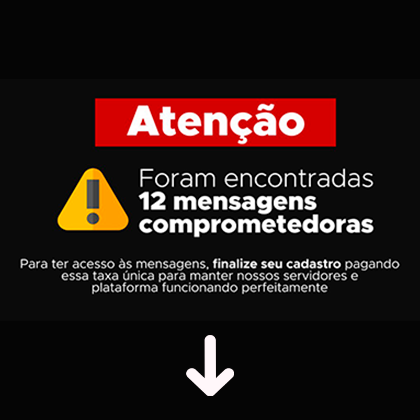 Atenção
Foram encontradas
12 mensagens
comprometedoras
Para ter acesso às mensagens, finalize seu cadastro pagando
essa taxa única para manter nossos servidores e
plataforma funcionando perfeitamente